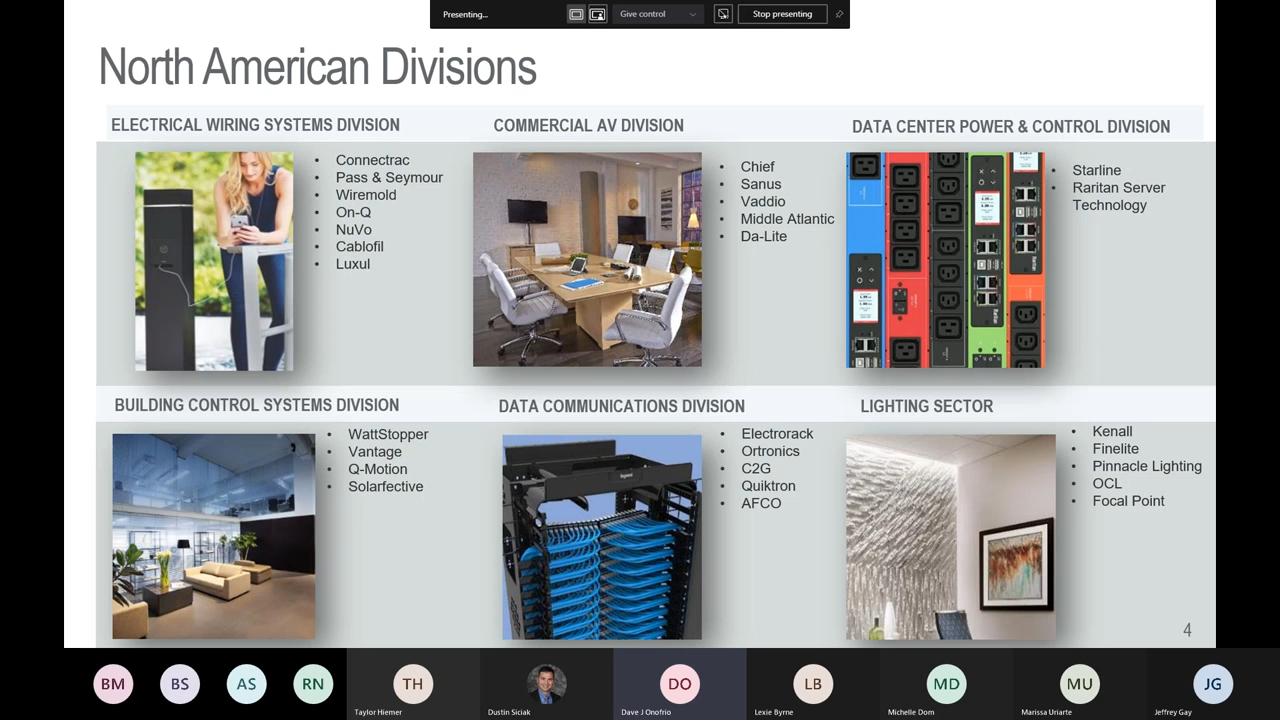 Presenting...
Give control
Stop presenting
North American Divisions
ELECTRICAL WIRING SYSTEMS DIVISION
• Connectrac
• Pass & Seymour
• Wiremold
• On-Q
• NuVo
• Cablofil
• Luxul
COMMERCIAL AV DIVISION
• Chief
• Sanus
• Vaddio
• Middle Atlantic
• Da-Lite
DATA CENTER POWER & CONTROL DIVISION
• Starline
• Raritan Server
Technology
BUILDING CONTROL SYSTEMS DIVISION
• WattStopper
• Vantage
• Q-Motion
• Solarfective
DATA COMMUNICATIONS DIVISION
• Electrorack
• Ortronics
• C2G
• Quiktron
• AFCO
LIGHTING SECTOR
• Kenall
• Finelite
• Pinnacle Lighting
• OCL
• Focal Point
4
BM
BS
AS
RN
TH
Taylor Hiemer
Dustin Siciak
DO
Dave J Onofrio
LB
Lexie Byrne
MD
Michelle Dom
MU
Marissa Uriarte
JG
Jeffrey Gay